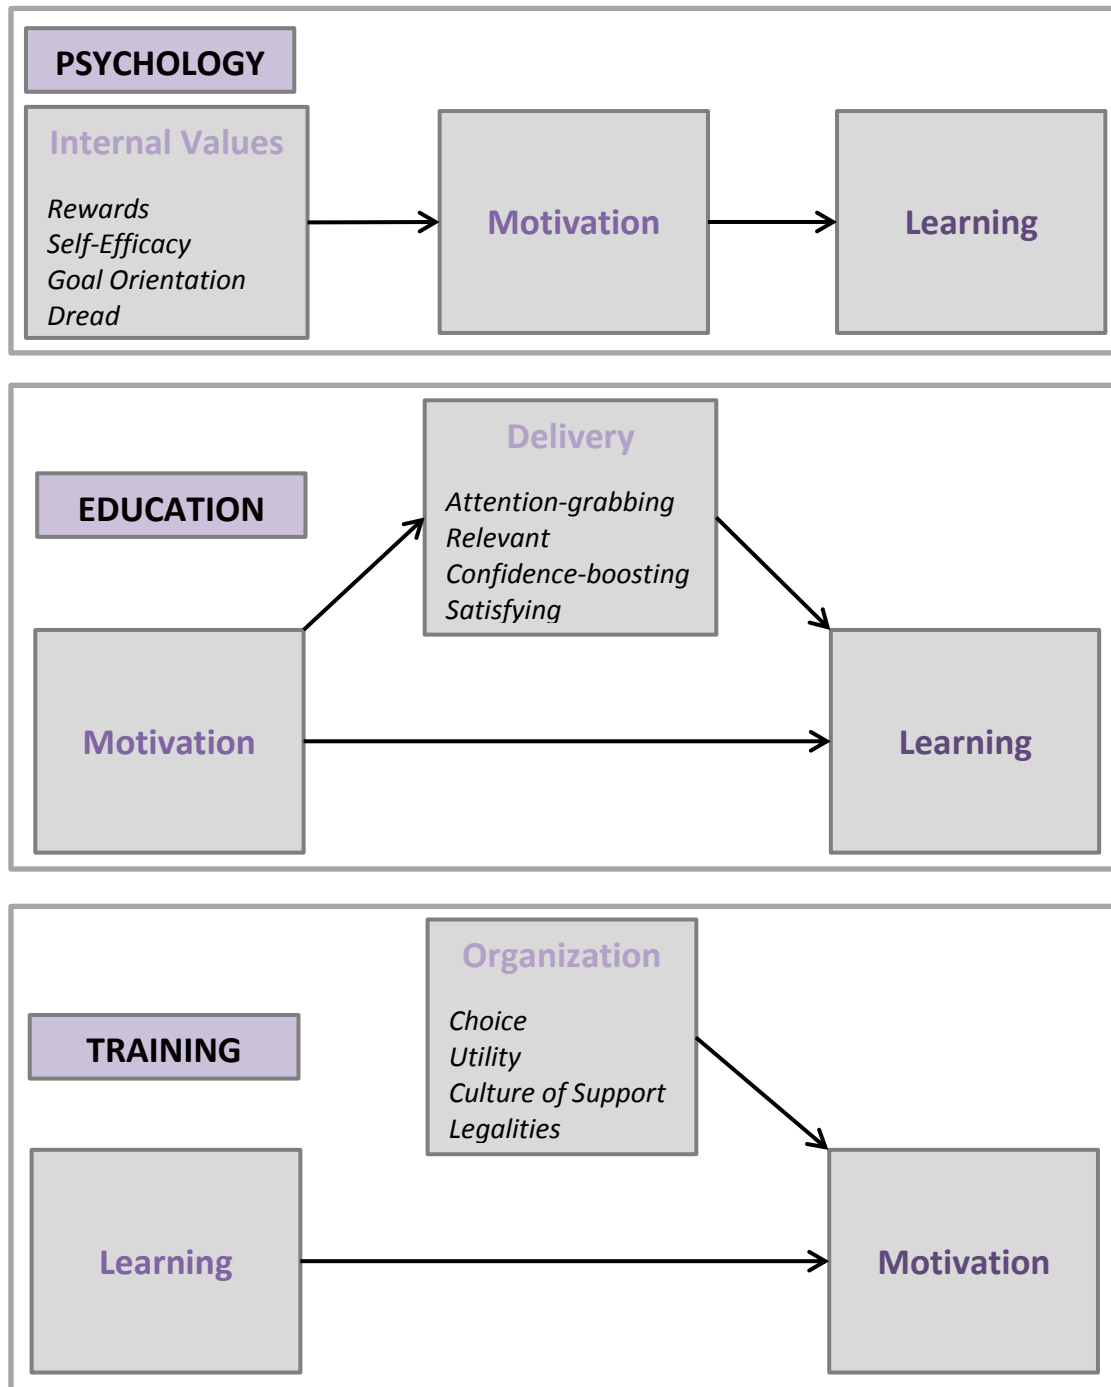 PSYCHOLOGY
Internal Values
Rewards
Self-Efficacy
Goal Orientation
Dread
Motivation
Learning
EDUCATION
Delivery
Attention-grabbing
Relevant
Confidence-boosting
Satisfying
Motivation
Learning
TRAINING
Organization
Choice
Utility
Culture of Support
Legalities
Learning
Motivation